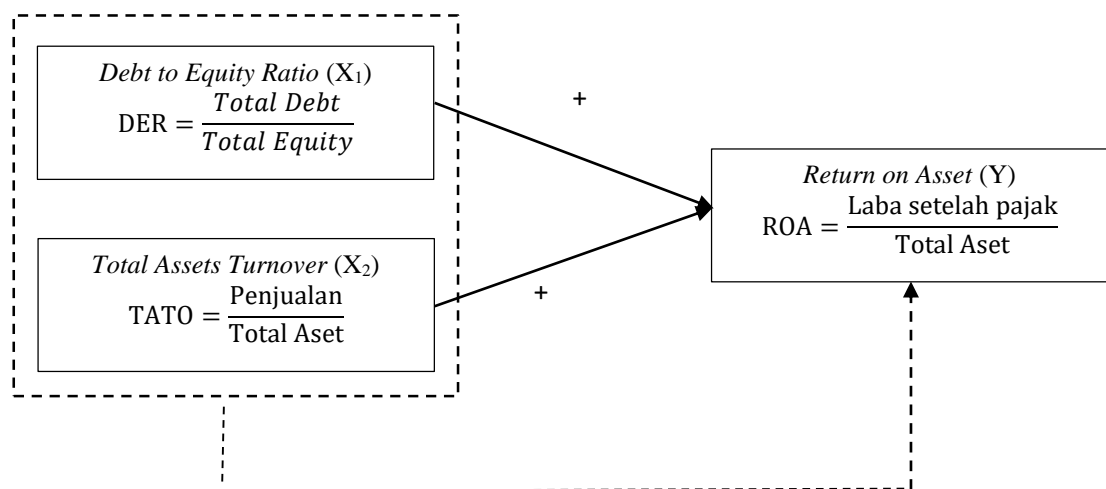 Debt to Equity Ratio (X₁)
DER = Total Debt / Total Equity
+
Return on Asset (Y)
ROA = Laba setelah pajak / Total Aset
Total Assets Turnover (X₂)
TATO = Penjualan / Total Aset
+